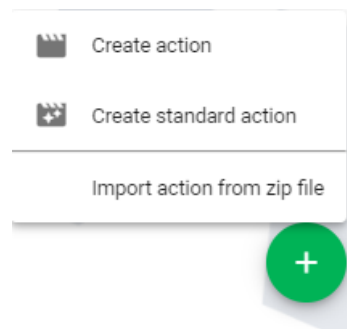 Create action
Create standard action
Import action from zip file